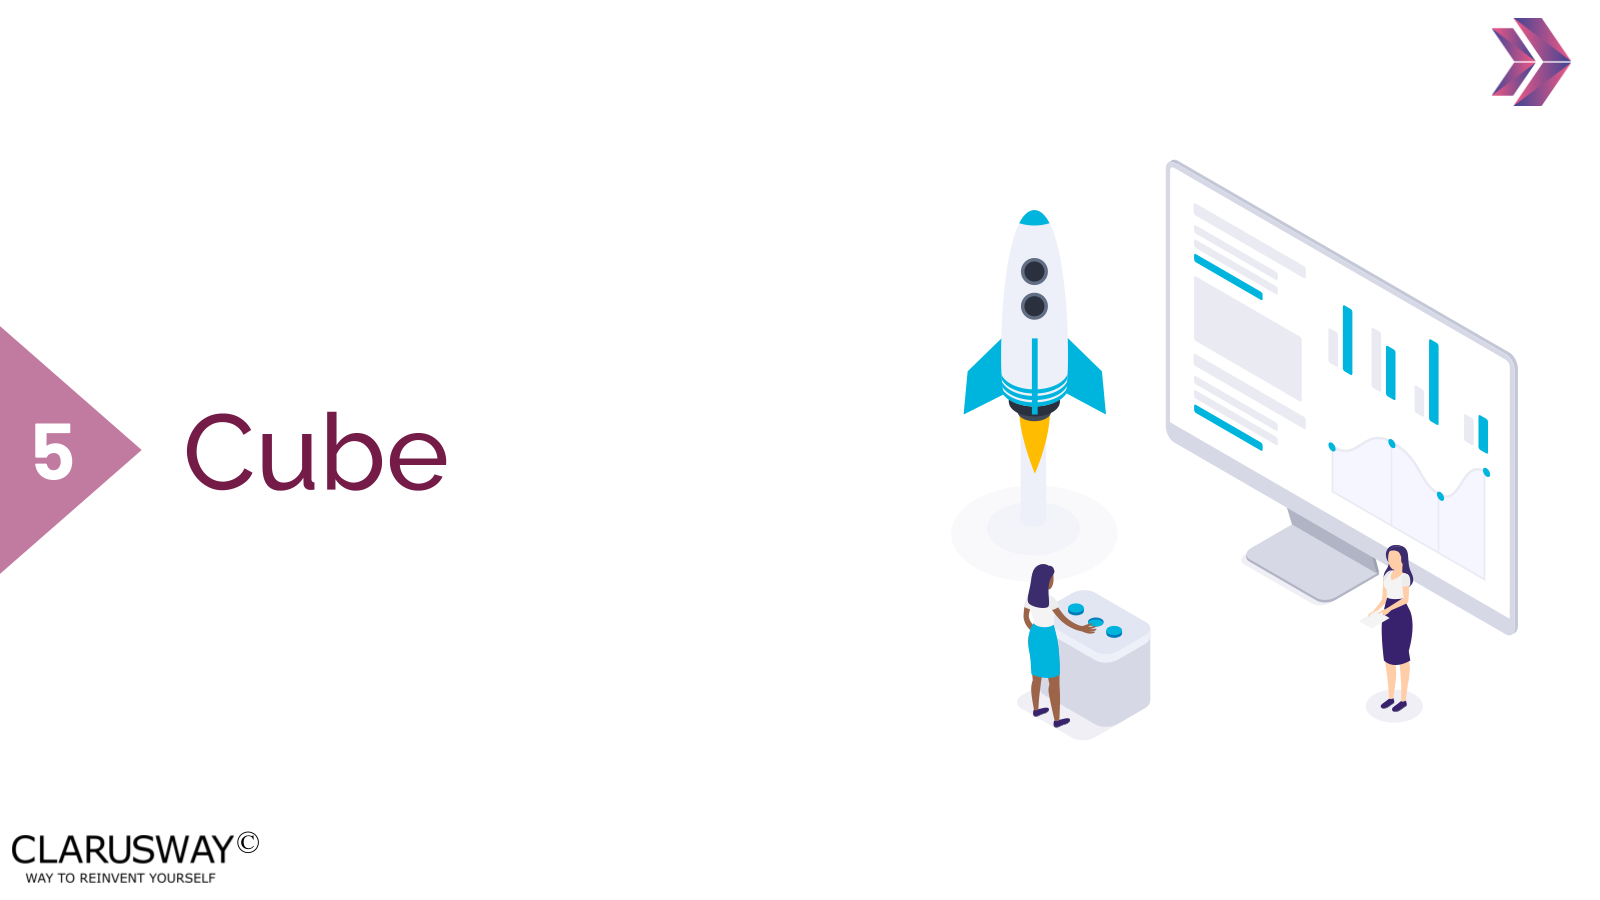 5
Cube
CLARUSWAY©
WAY TO REINVENT YOURSELF